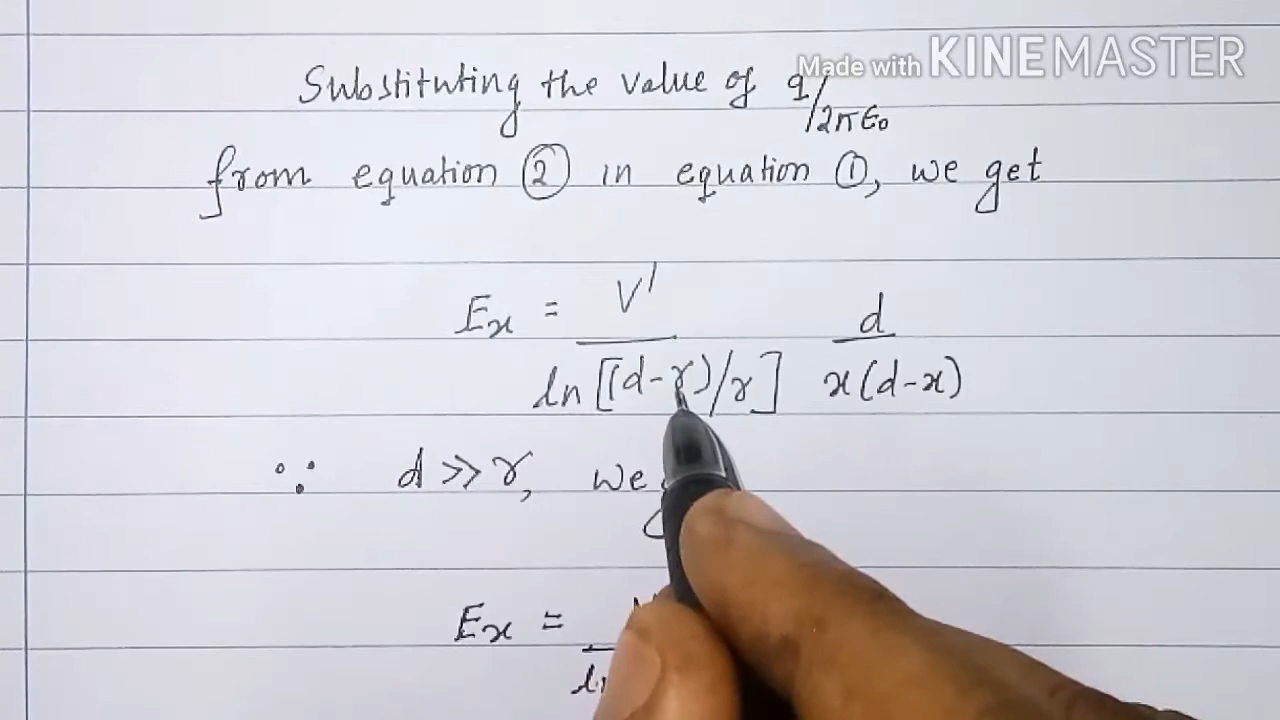 Made with KINEMASTER
Substituting the value of q/2πε₀
from equation ② in equation ①, we get
Ex = V' / ln[(d-r)/r] d / x(d-x)
∵ d >> r, we
Ex =